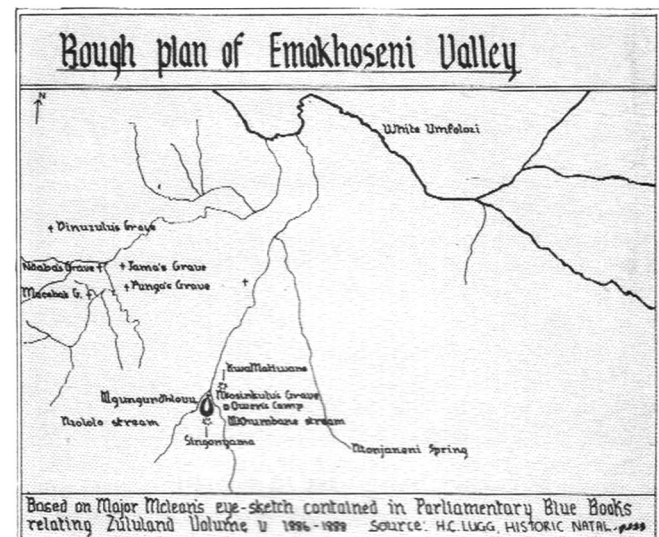 Rough plan of Emakhoseni Valley
N
White Umfolozi
Dinuzulu's Grave
Ndaba's Grave
Jama's Grave
Mageba's G.
Punga's Grave
KwaMatiwane
Mgungundhlovu
Nkosinkulu's Grave
Owen's Camp
Nzololo stream
Mkumbane stream
Singonyama
Ntonjaneni Spring
Based on Major Mclean's eye-sketch contained in Parliamentary Blue Books
relating Zululand Volume V 1886-1888 Source: H.C. LUGG, HISTORIC NATAL.